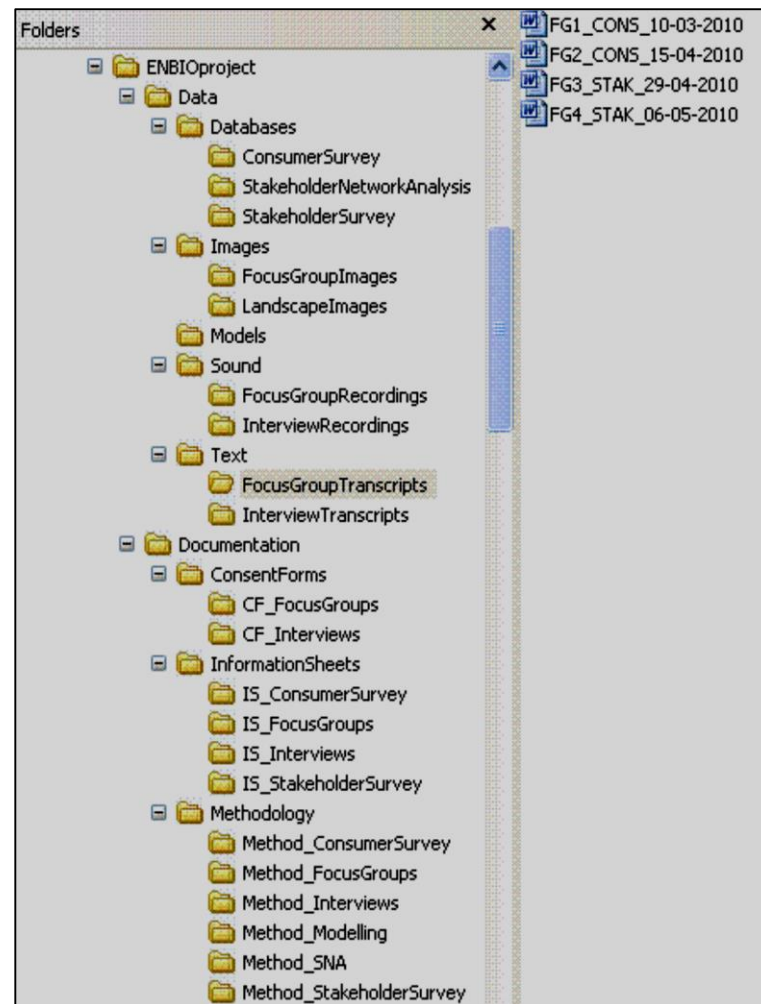 Folders
ENBIOproject
Data
Databases
ConsumerSurvey
StakeholderNetworkAnalysis
StakeholderSurvey
Images
FocusGroupImages
LandscapeImages
Models
Sound
FocusGroupRecordings
InterviewRecordings
Text
FocusGroupTranscripts
InterviewTranscripts
Documentation
ConsentForms
CF_FocusGroups
CF_Interviews
InformationSheets
IS_ConsumerSurvey
IS_FocusGroups
IS_Interviews
IS_StakeholderSurvey
Methodology
Method_ConsumerSurvey
Method_FocusGroups
Method_Interviews
Method_Modelling
Method_SNA
Method_StakeholderSurvey
FG1_CONS_10-03-2010
FG2_CONS_15-04-2010
FG3_STAK_29-04-2010
FG4_STAK_06-05-2010